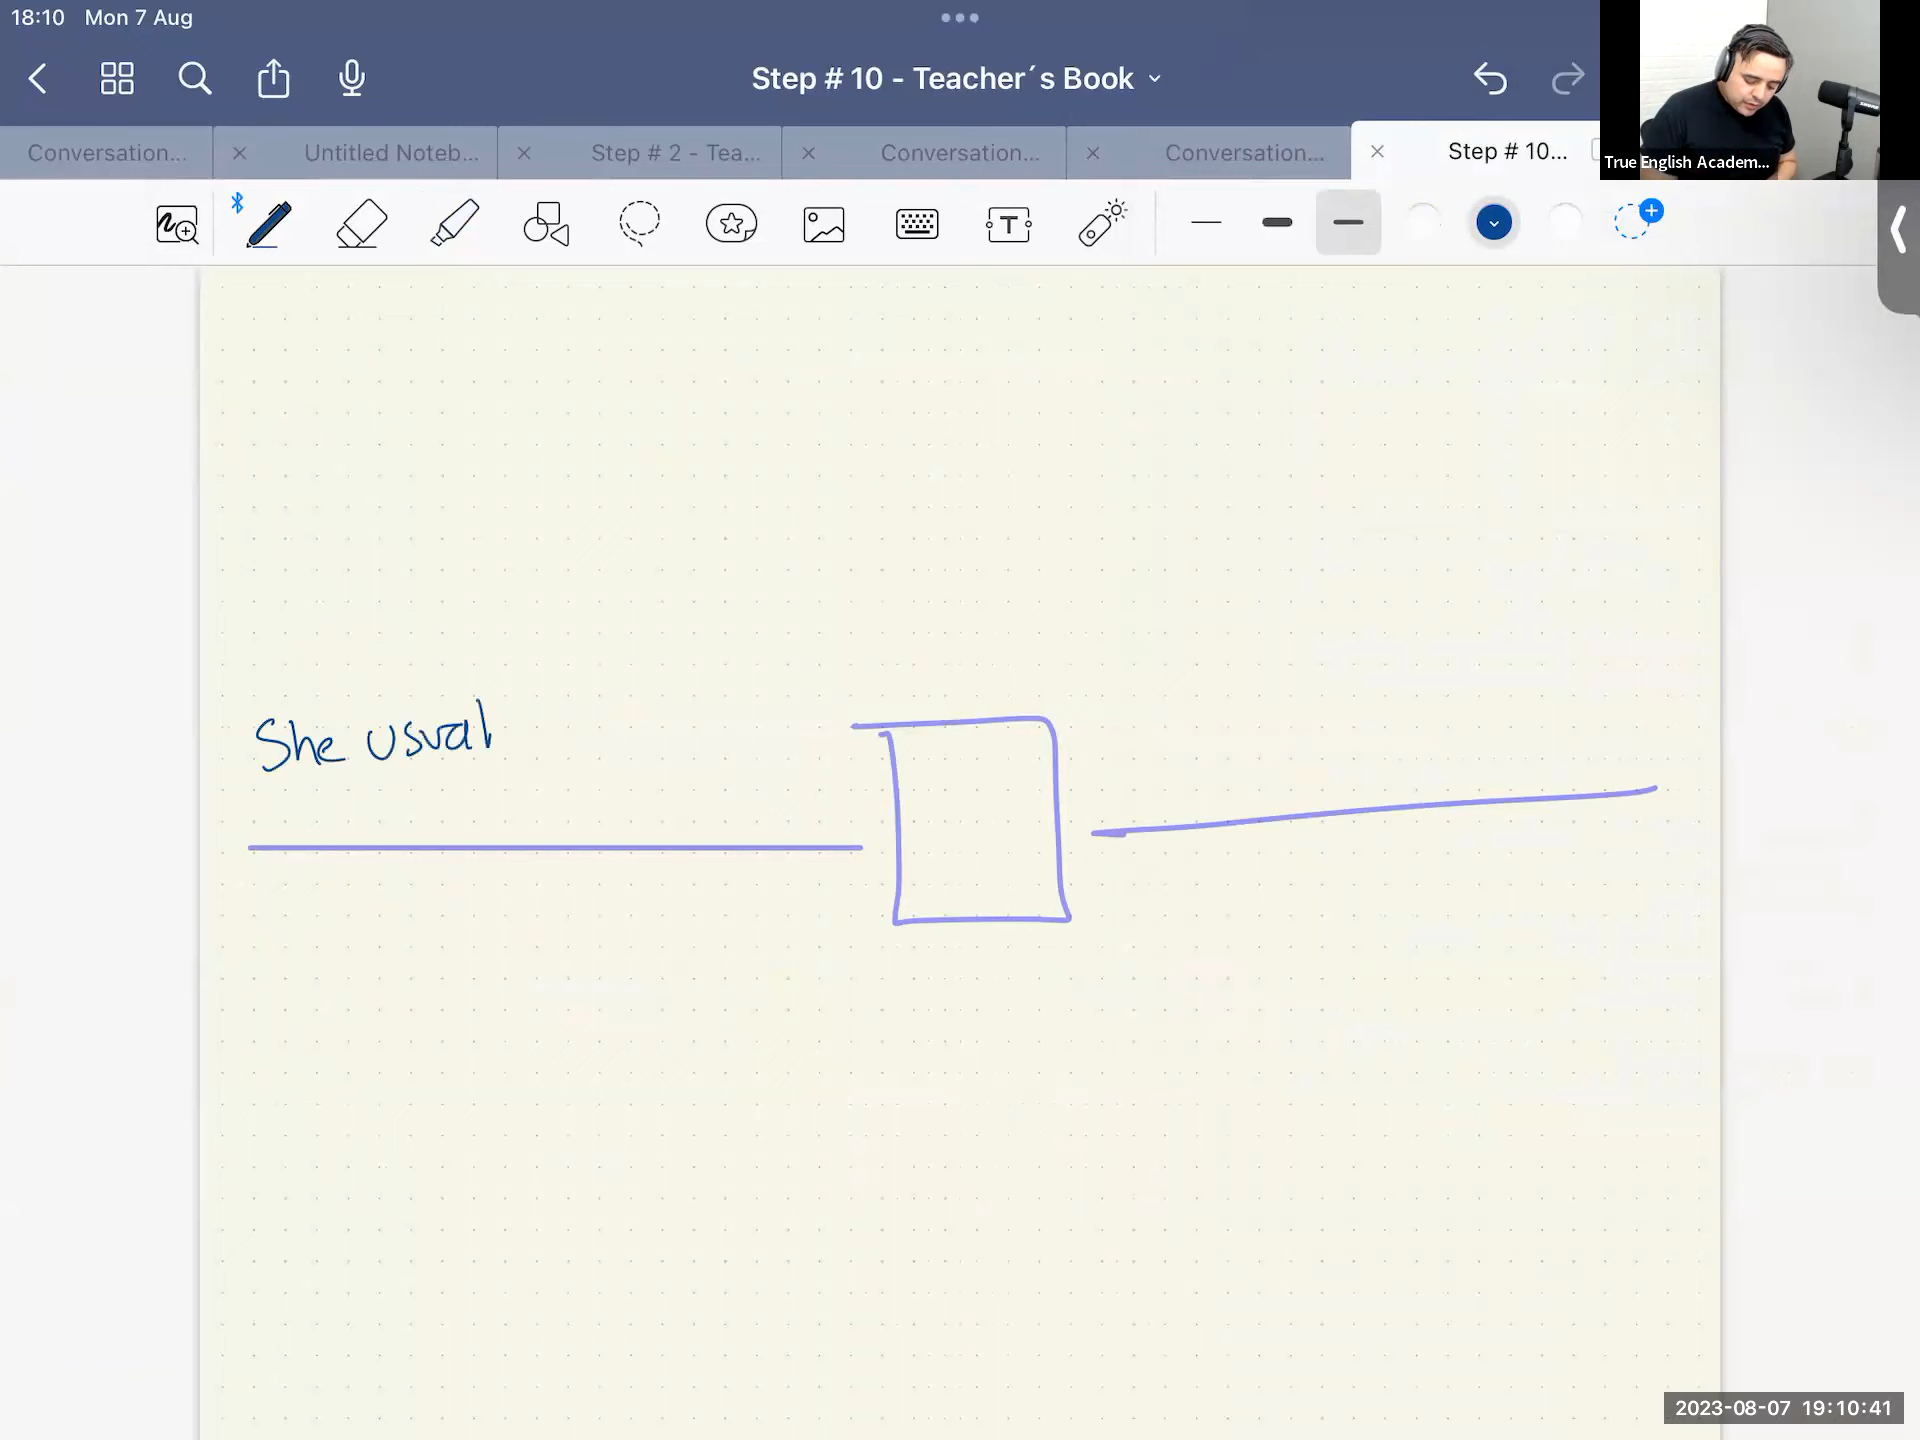 18:10 Mon 7 Aug
Step # 10 - Teacher´s Book
Conversation... Untitled Noteb... Step # 2 - Tea... Conversation... Conversation... Step # 10...
True English Academ...
She usual
2023-08-07 19:10:41